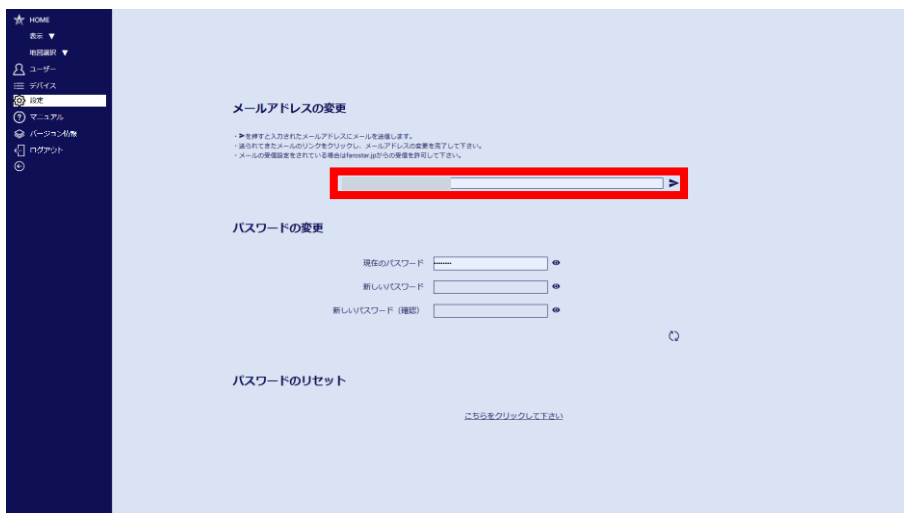 HOME
表示 ▼
地図選択 ▼
ユーザー
デバイス
設定
マニュアル
バージョン情報
ログアウト
メールアドレスの変更
・➤を押すと入力されたメールアドレスにメールを送信します。
・送られてきたメールのリンクをクリックし、メールアドレスの変更を完了して下さい。
・メールの受信設定をされている場合はfarostar.jpからの受信を許可して下さい。
パスワードの変更
現在のパスワード
新しいパスワード
新しいパスワード（確認）
パスワードのリセット
こちらをクリックして下さい